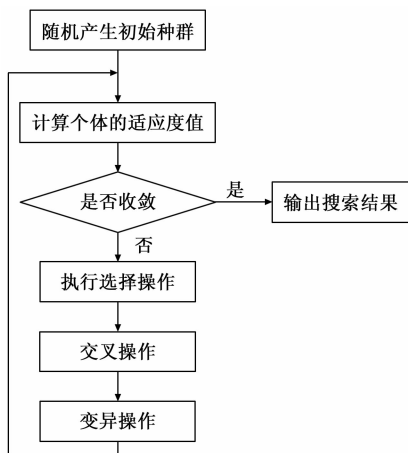 随机产生初始种群
计算个体的适应度值
是否收敛
是
输出搜索结果
否
执行选择操作
交叉操作
变异操作